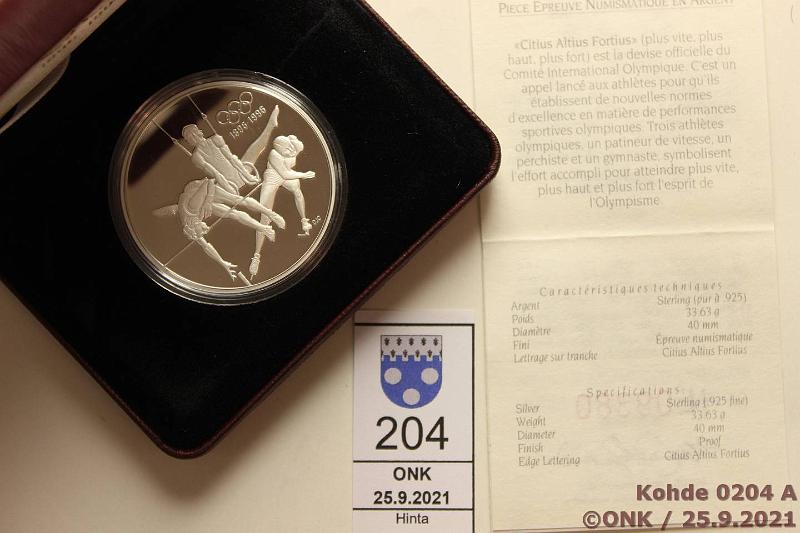 PIECE EPREUVE NUMISMATIQUE EN ARGENT
«Citius Altius Fortius» (plus vite, plus
haut, plus fort) est la devise officielle du
Comité International Olympique. C'est un
appel lancé aux athlètes pour qu'ils
établissent de nouvelles normes
d'excellence en matière de performances
sportives olympiques. Trois athlètes
olympiques, un patineur de vitesse, un
perchiste et un gymnaste, symbolisent
l'effort accompli pour atteindre plus vite,
plus haut et plus fort l'esprit de
l'Olympisme.
Caractéristiques techniques
Argent Sterling (pur à .925)
Poids 33.63 g
Diamètre 40 mm
Fini Épreuve numismatique
Lettrage sur tranche Citius Altius Fortius
Specifications
Silver Sterling (.925 fine)
Weight 33.63 g
Diameter 40 mm
Finish Proof
Edge Lettering Citius Altius Fortius
1896-1996
204
ONK
25.9.2021
Hinta
Kohde 0204 A
©ONK / 25.9.2021